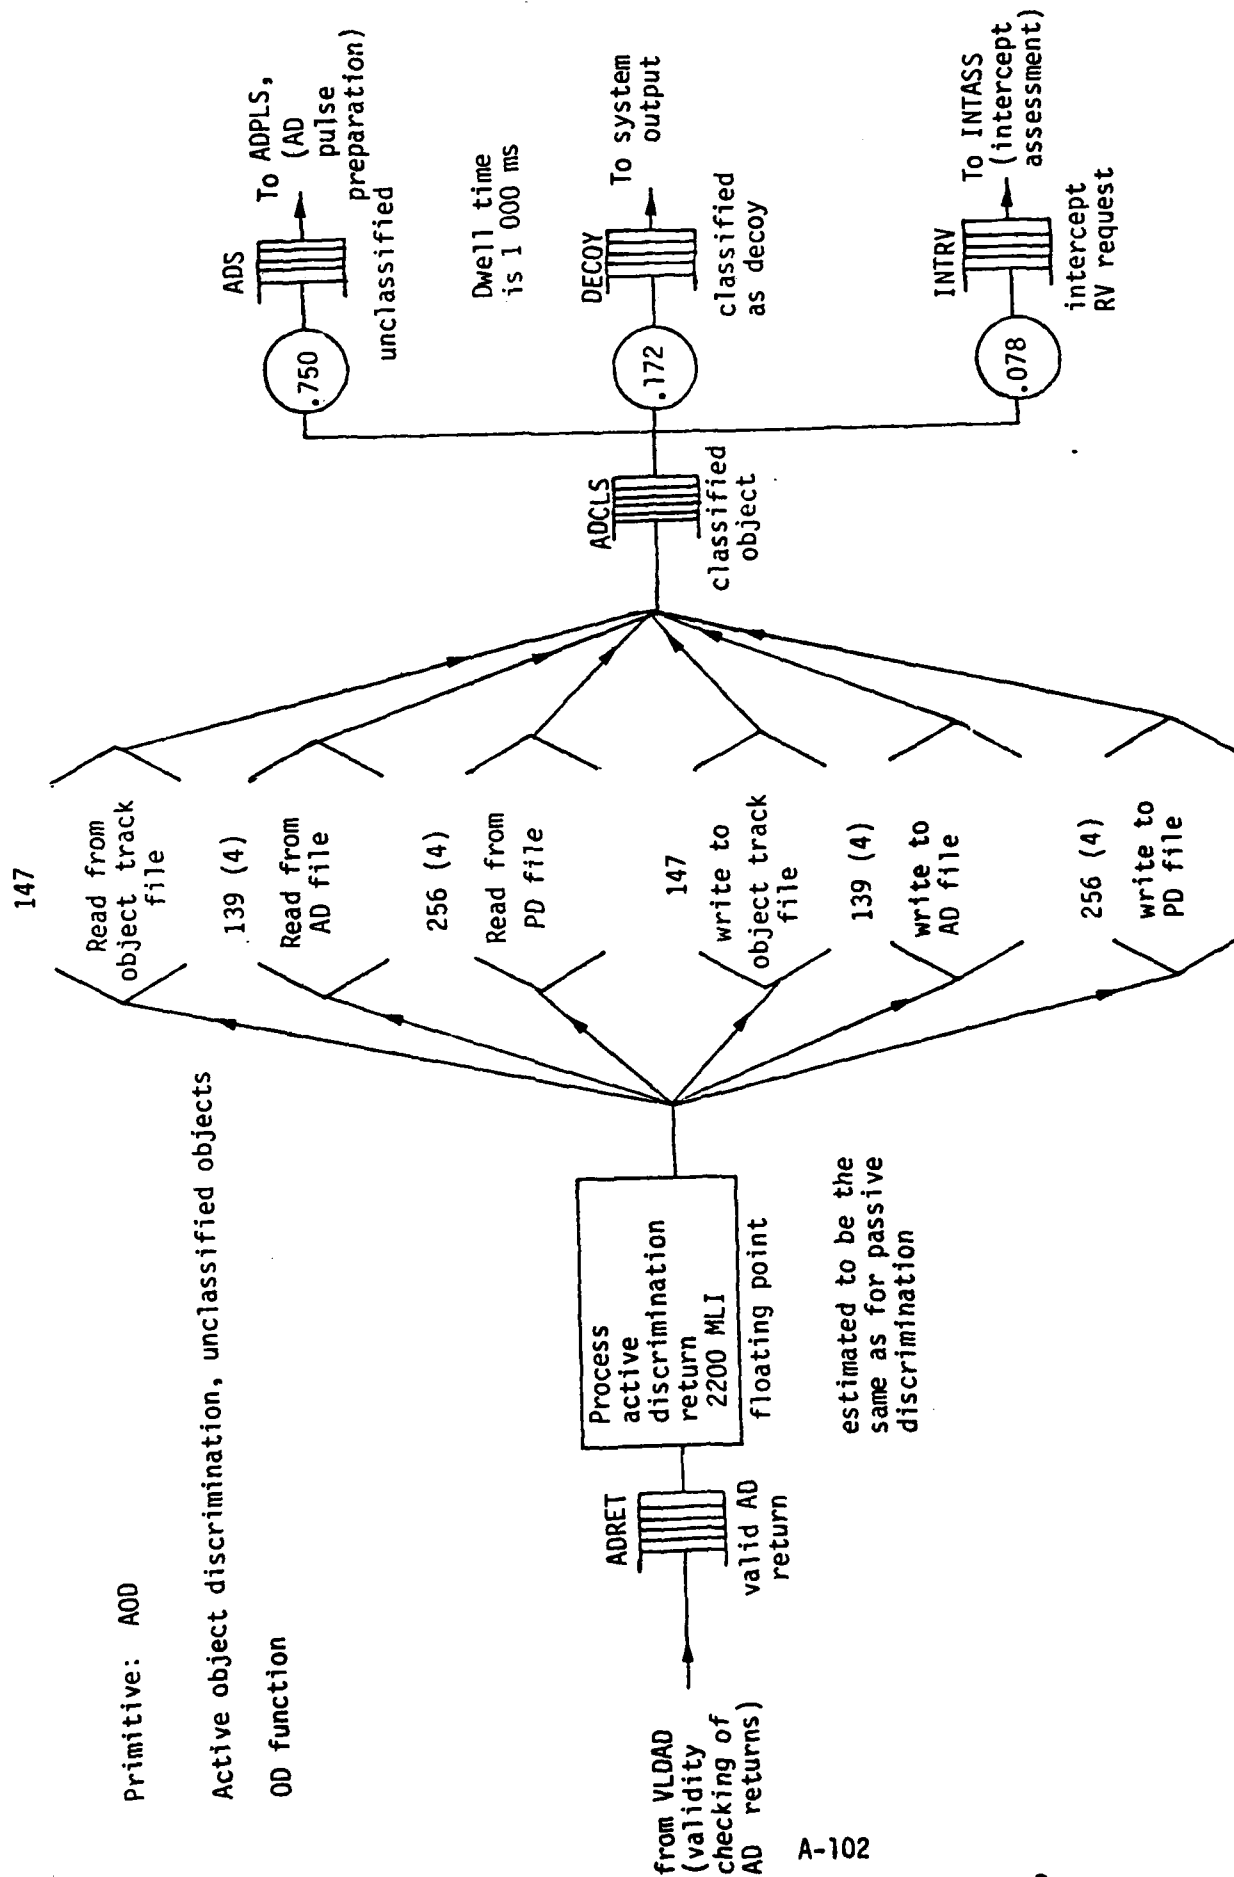 Primitive: AOD
Active object discrimination, unclassified objects
OD function
from VLDAD
(validity
checking of
AD returns)
ADRET
valid AD
return
Process
active
discrimination
return
2200 MLI
floating point
estimated to be the
same as for passive
discrimination
147
Read from
object track
file
139 (4)
Read from
AD file
256 (4)
Read from
PD file
147
write to
object track
file
139 (4)
write to
AD file
256 (4)
write to
PD file
ADCLS
classified
object
.750
ADS
To ADPLS,
(AD
pulse
preparation)
unclassified
Dwell time
is 1 000 ms
.172
DECOY
To system
output
classified
as decoy
.078
INTRV
To INTASS
(intercept
assessment)
intercept
RV request
A-102